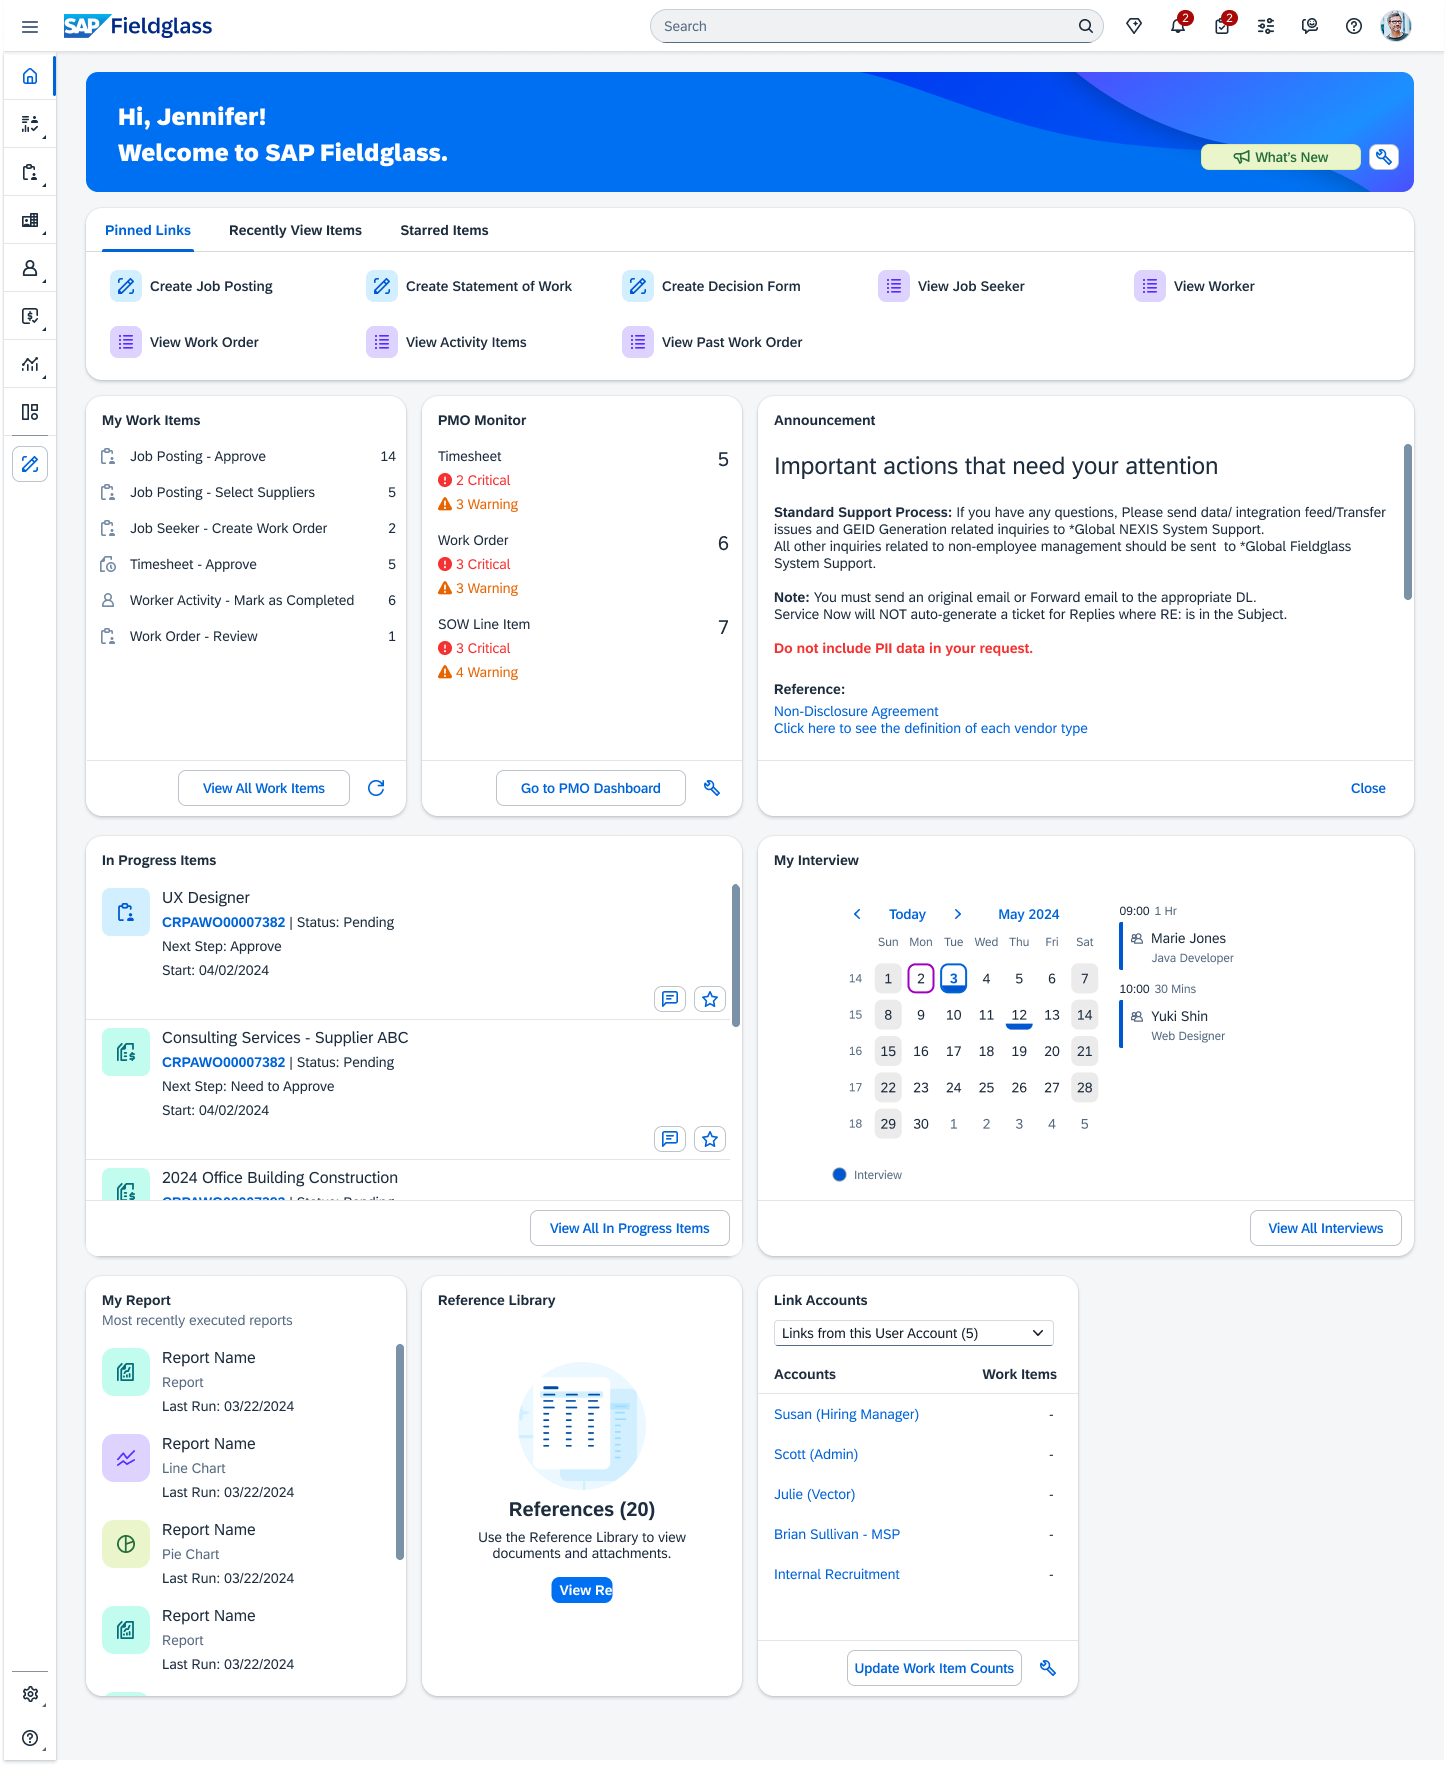 SAP Fieldglass
Search
2
2
Hi, Jennifer!
Welcome to SAP Fieldglass.
What's New
Pinned Links
Recently View Items
Starred Items
Create Job Posting
Create Statement of Work
Create Decision Form
View Job Seeker
View Worker
View Work Order
View Activity Items
View Past Work Order
My Work Items
Job Posting - Approve 14
Job Posting - Select Suppliers 5
Job Seeker - Create Work Order 2
Timesheet - Approve 5
Worker Activity - Mark as Completed 6
Work Order - Review 1
View All Work Items
PMO Monitor
Timesheet 5
2 Critical
3 Warning
Work Order 6
3 Critical
3 Warning
SOW Line Item 7
3 Critical
4 Warning
Go to PMO Dashboard
Announcement
Important actions that need your attention
Standard Support Process: If you have any questions, Please send data/ integration feed/Transfer
issues and GEID Generation related inquiries to *Global NEXIS System Support.
All other inquiries related to non-employee management should be sent  to *Global Fieldglass
System Support.
Note: You must send an original email or Forward email to the appropriate DL.
Service Now will NOT auto-generate a ticket for Replies where RE: is in the Subject.
Do not include PII data in your request.
Reference:
Non-Disclosure Agreement
Click here to see the definition of each vendor type
Close
In Progress Items
UX Designer
CRPAWO00007382 | Status: Pending
Next Step: Approve
Start: 04/02/2024
Consulting Services - Supplier ABC
CRPAWO00007382 | Status: Pending
Next Step: Need to Approve
Start: 04/02/2024
2024 Office Building Construction
CRPAWO00007382 | Status: Pending
View All In Progress Items
My Interview
Today May 2024
Sun Mon Tue Wed Thu Fri Sat
14 1 2 3 4 5 6 7
15 8 9 10 11 12 13 14
16 15 16 17 18 19 20 21
17 22 23 24 25 26 27 28
18 29 30 1 2 3 4 5
Interview
09:00 1 Hr
Marie Jones
Java Developer
10:00 30 Mins
Yuki Shin
Web Designer
View All Interviews
My Report
Most recently executed reports
Report Name
Report
Last Run: 03/22/2024
Report Name
Line Chart
Last Run: 03/22/2024
Report Name
Pie Chart
Last Run: 03/22/2024
Report Name
Report
Last Run: 03/22/2024
Reference Library
References (20)
Use the Reference Library to view
documents and attachments.
View Re
Link Accounts
Links from this User Account (5)
Accounts Work Items
Susan (Hiring Manager) -
Scott (Admin) -
Julie (Vector) -
Brian Sullivan - MSP -
Internal Recruitment -
Update Work Item Counts